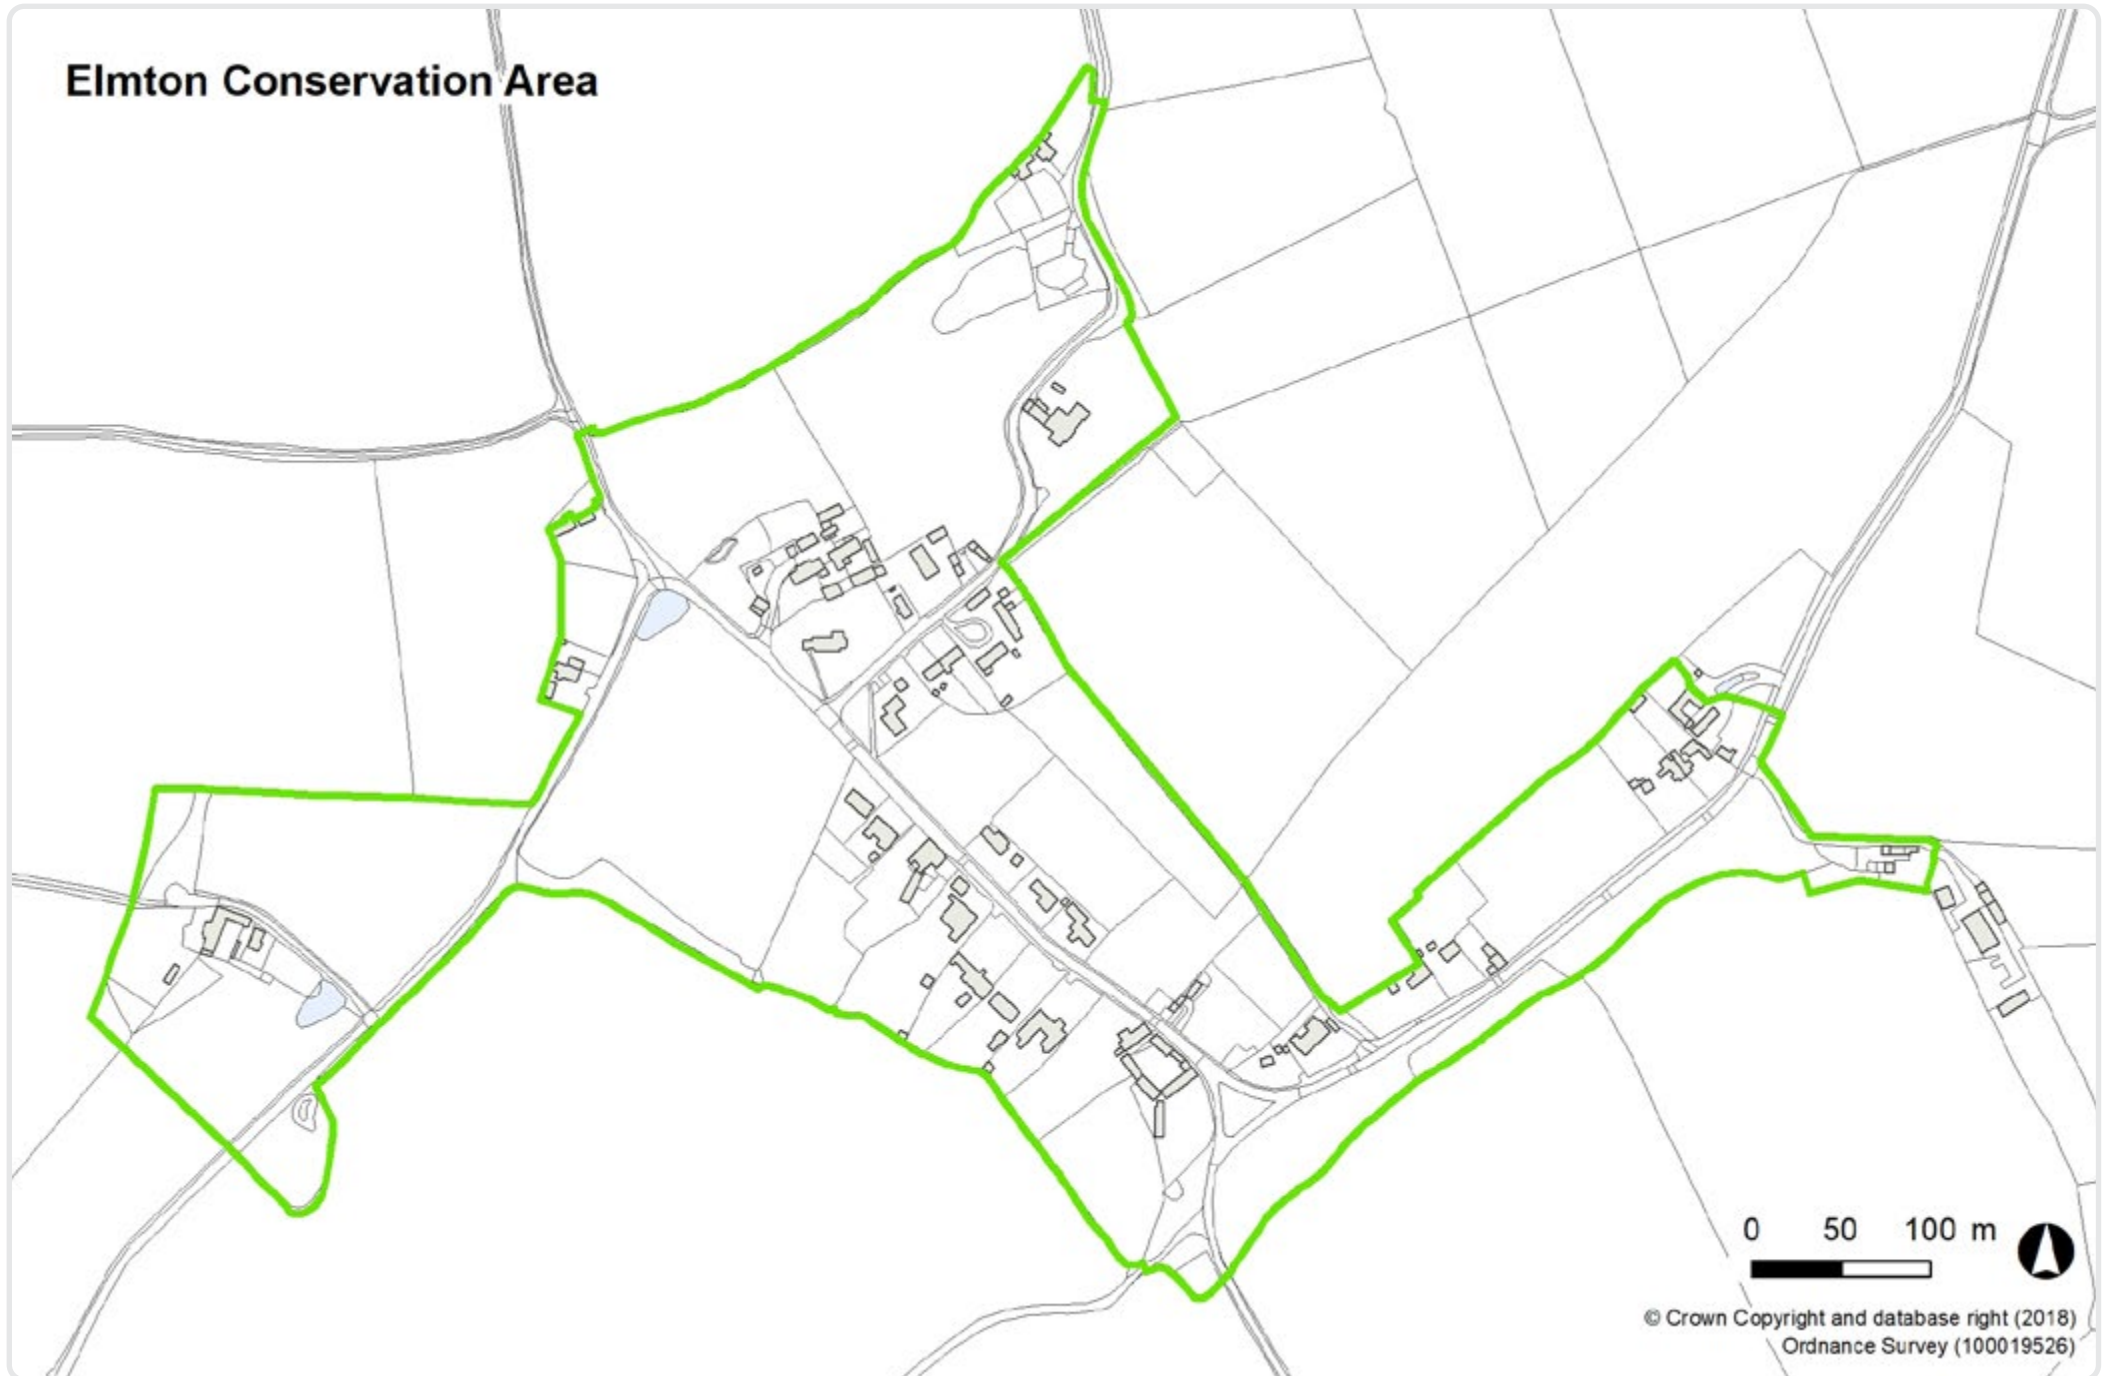 Elmton Conservation Area
0 50 100 m
© Crown Copyright and database right (2018)
Ordnance Survey (100019526)